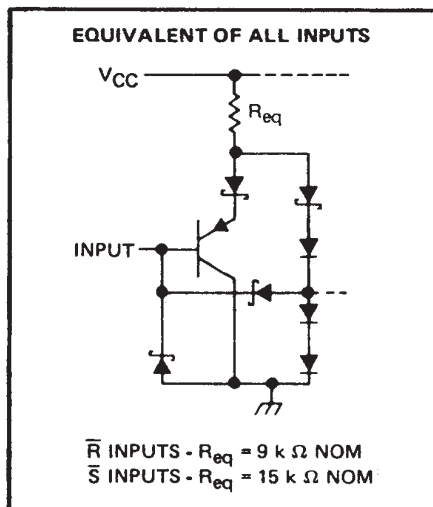 EQUIVALENT OF ALL INPUTS
VCC
Req
INPUT
R̅ INPUTS - Req = 9 k Ω NOM
S̅ INPUTS - Req = 15 k Ω NOM